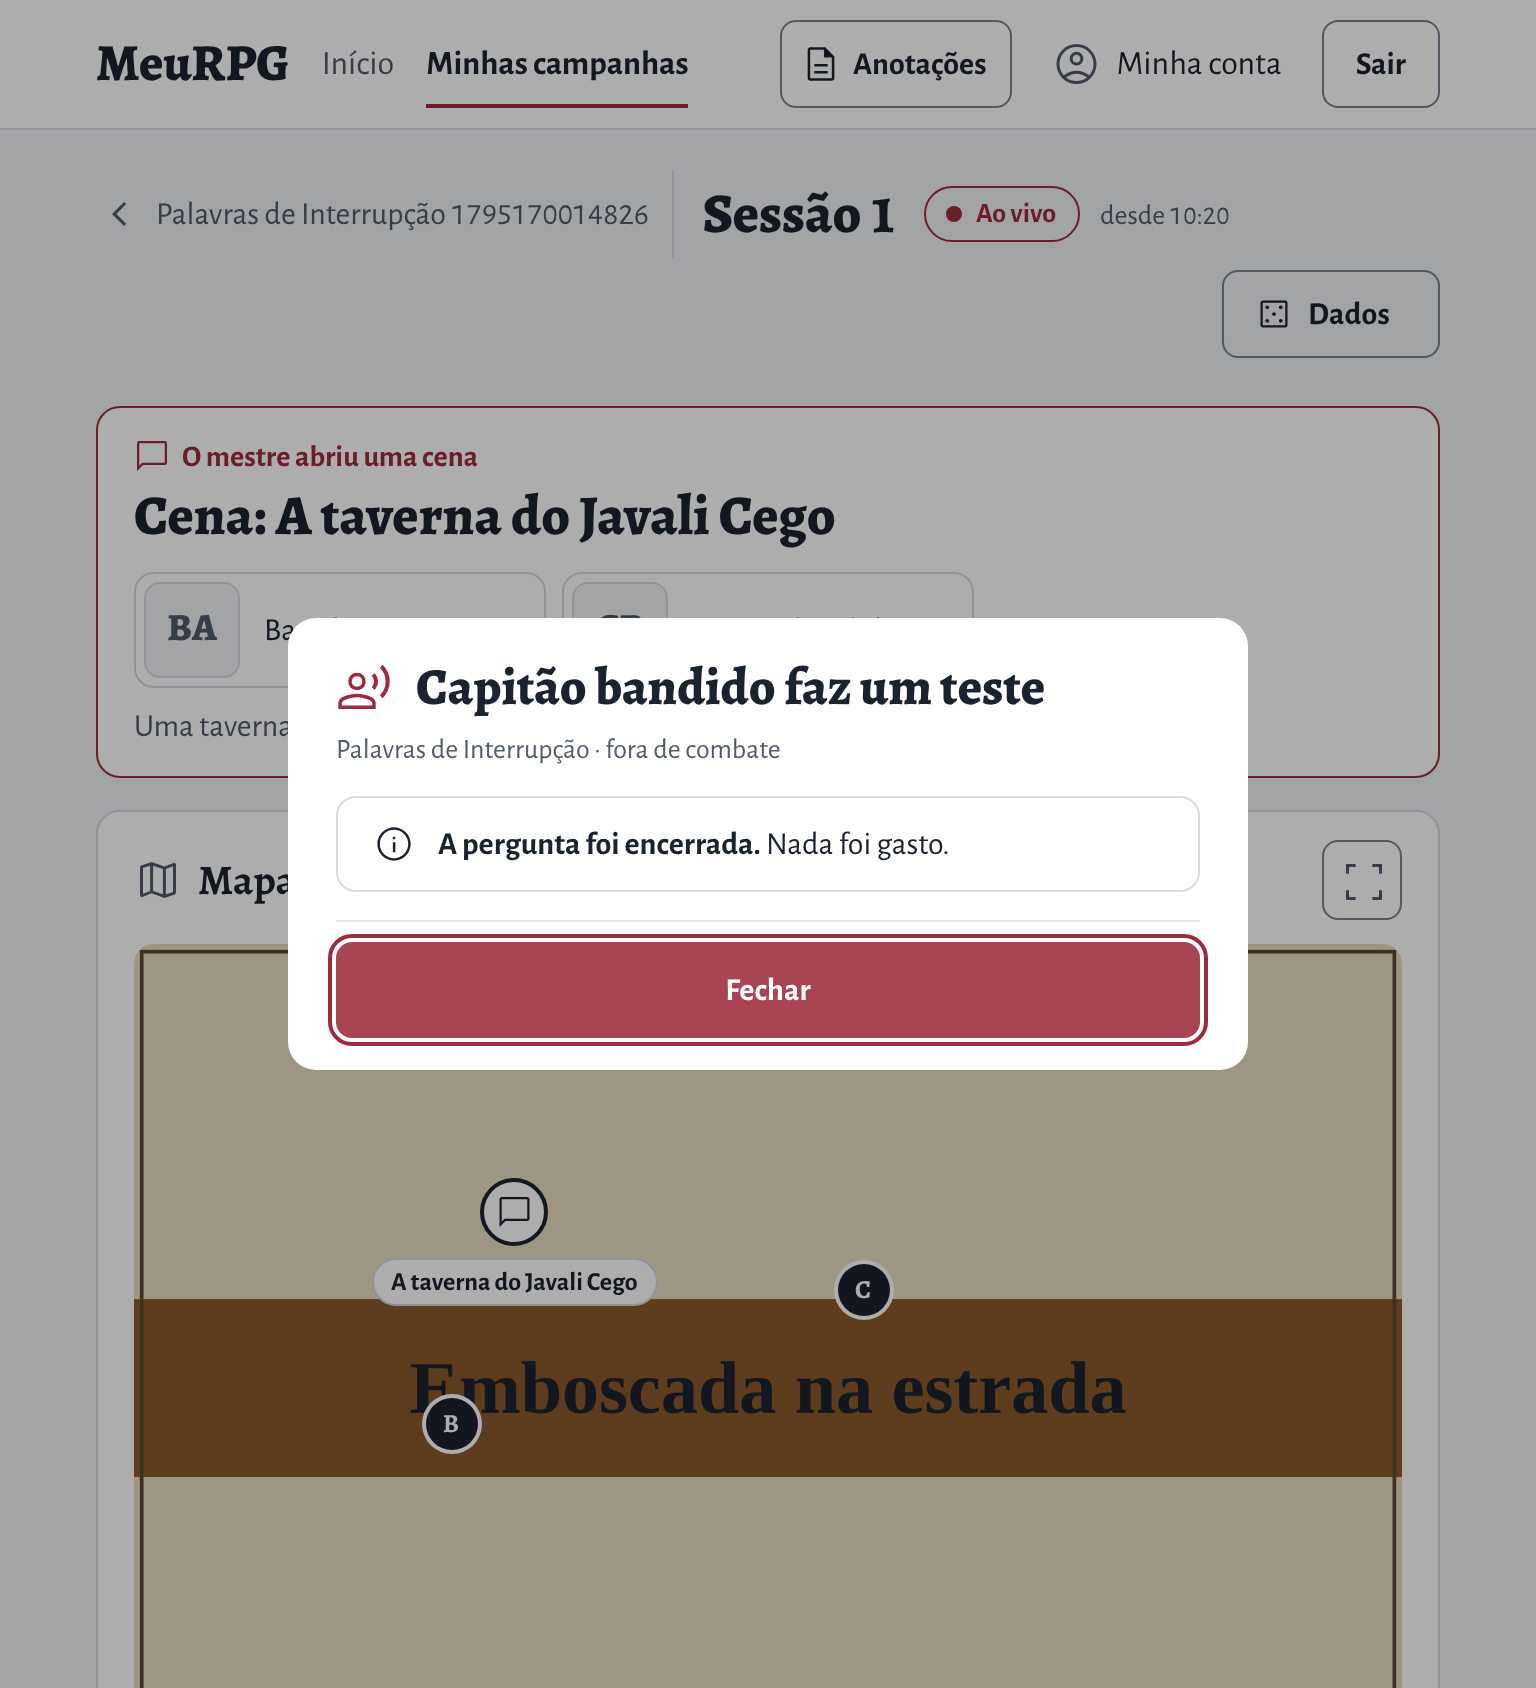 MeuRPG Início Minhas campanhas Anotações Minha conta Sair
Palavras de Interrupção 1795170014826 Sessão 1 Ao vivo desde 10:20
Dados
O mestre abriu uma cena
Cena: A taverna do Javali Cego
BA
Uma taverna
Capitão bandido faz um teste
Palavras de Interrupção · fora de combate
A pergunta foi encerrada. Nada foi gasto.
Fechar
Mapa
A taverna do Javali Cego
C
Emboscada na estrada
B